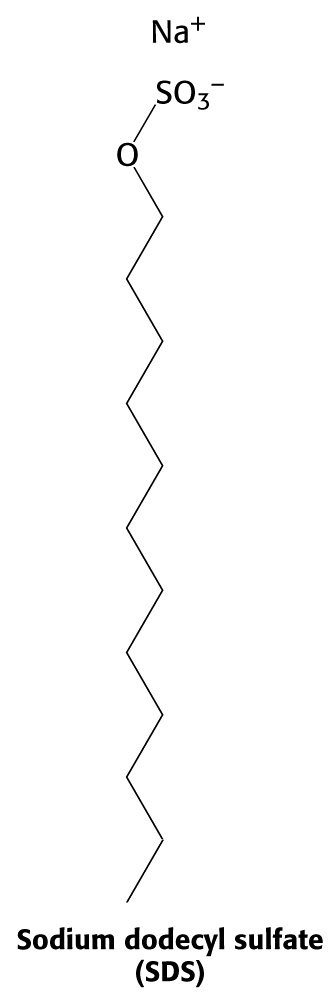 Na⁺
SO₃⁻
O
Sodium dodecyl sulfate
(SDS)